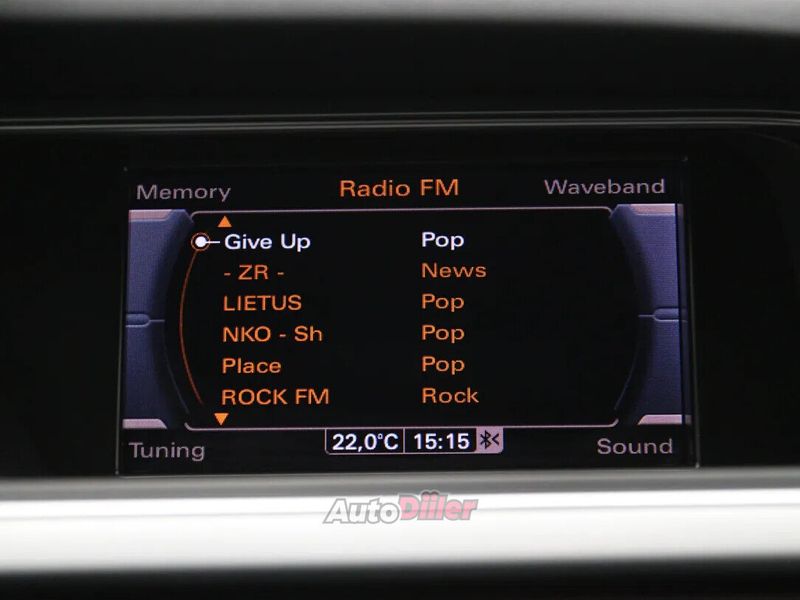 Memory Radio FM Waveband
Give Up Pop
- ZR - News
LIETUS Pop
NKO - Sh Pop
Place Pop
ROCK FM Rock
22,0°C 15:15
Tuning Sound
AutoDiller